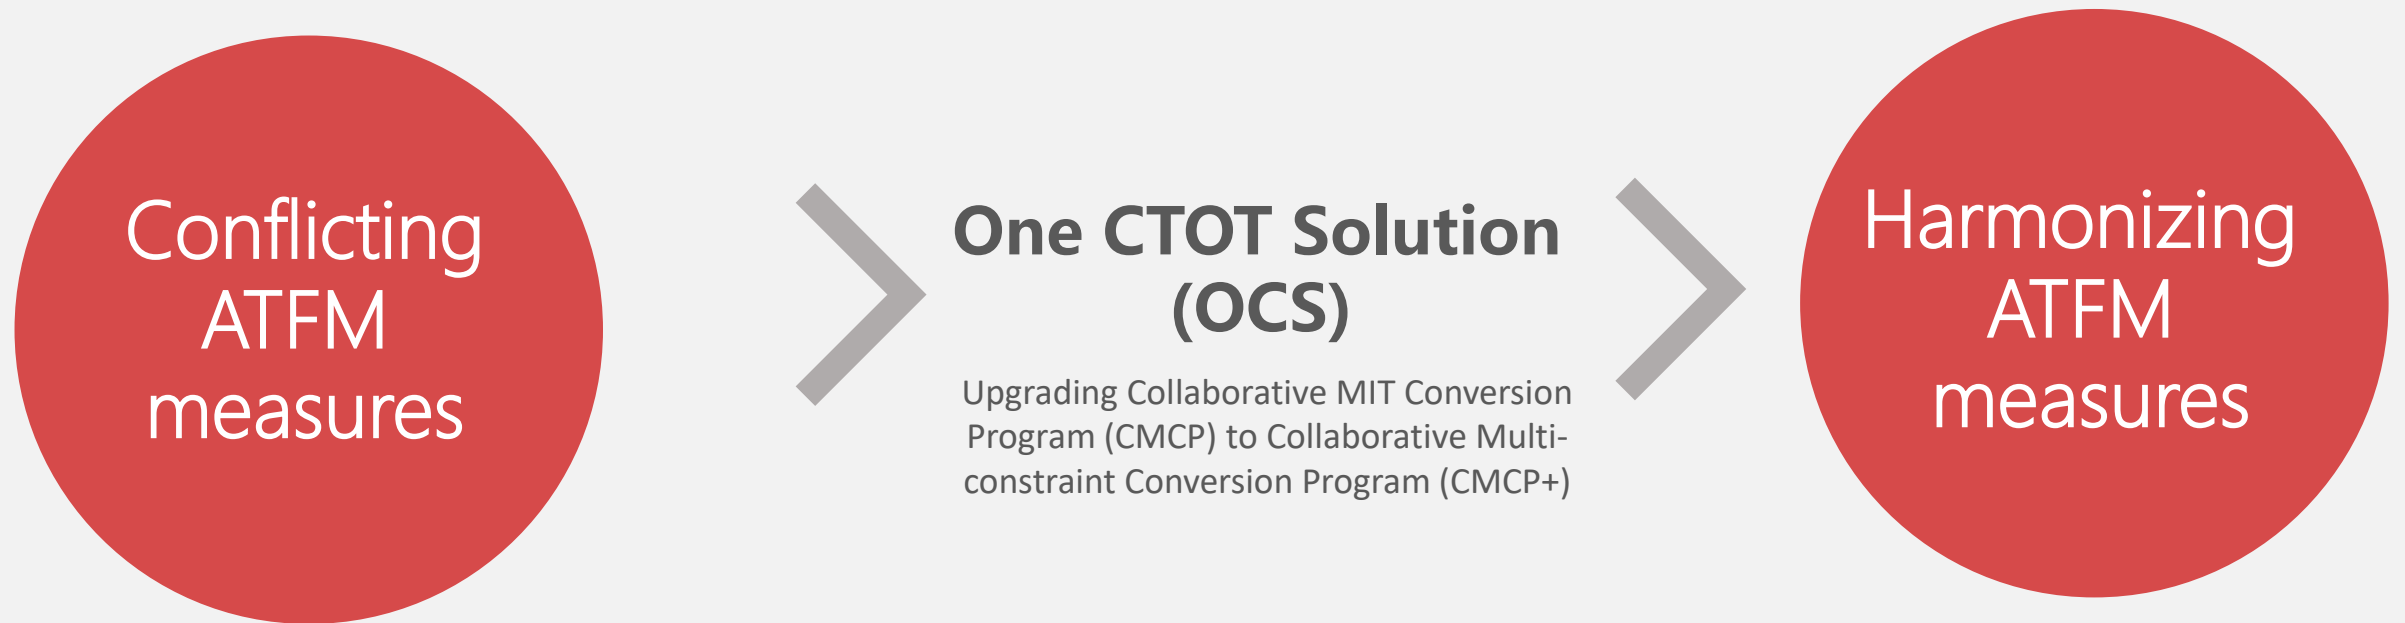 Conflicting
ATFM
measures
One CTOT Solution
(OCS)
Upgrading Collaborative MIT Conversion
Program (CMCP) to Collaborative Multi-
constraint Conversion Program (CMCP+)
Harmonizing
ATFM
measures